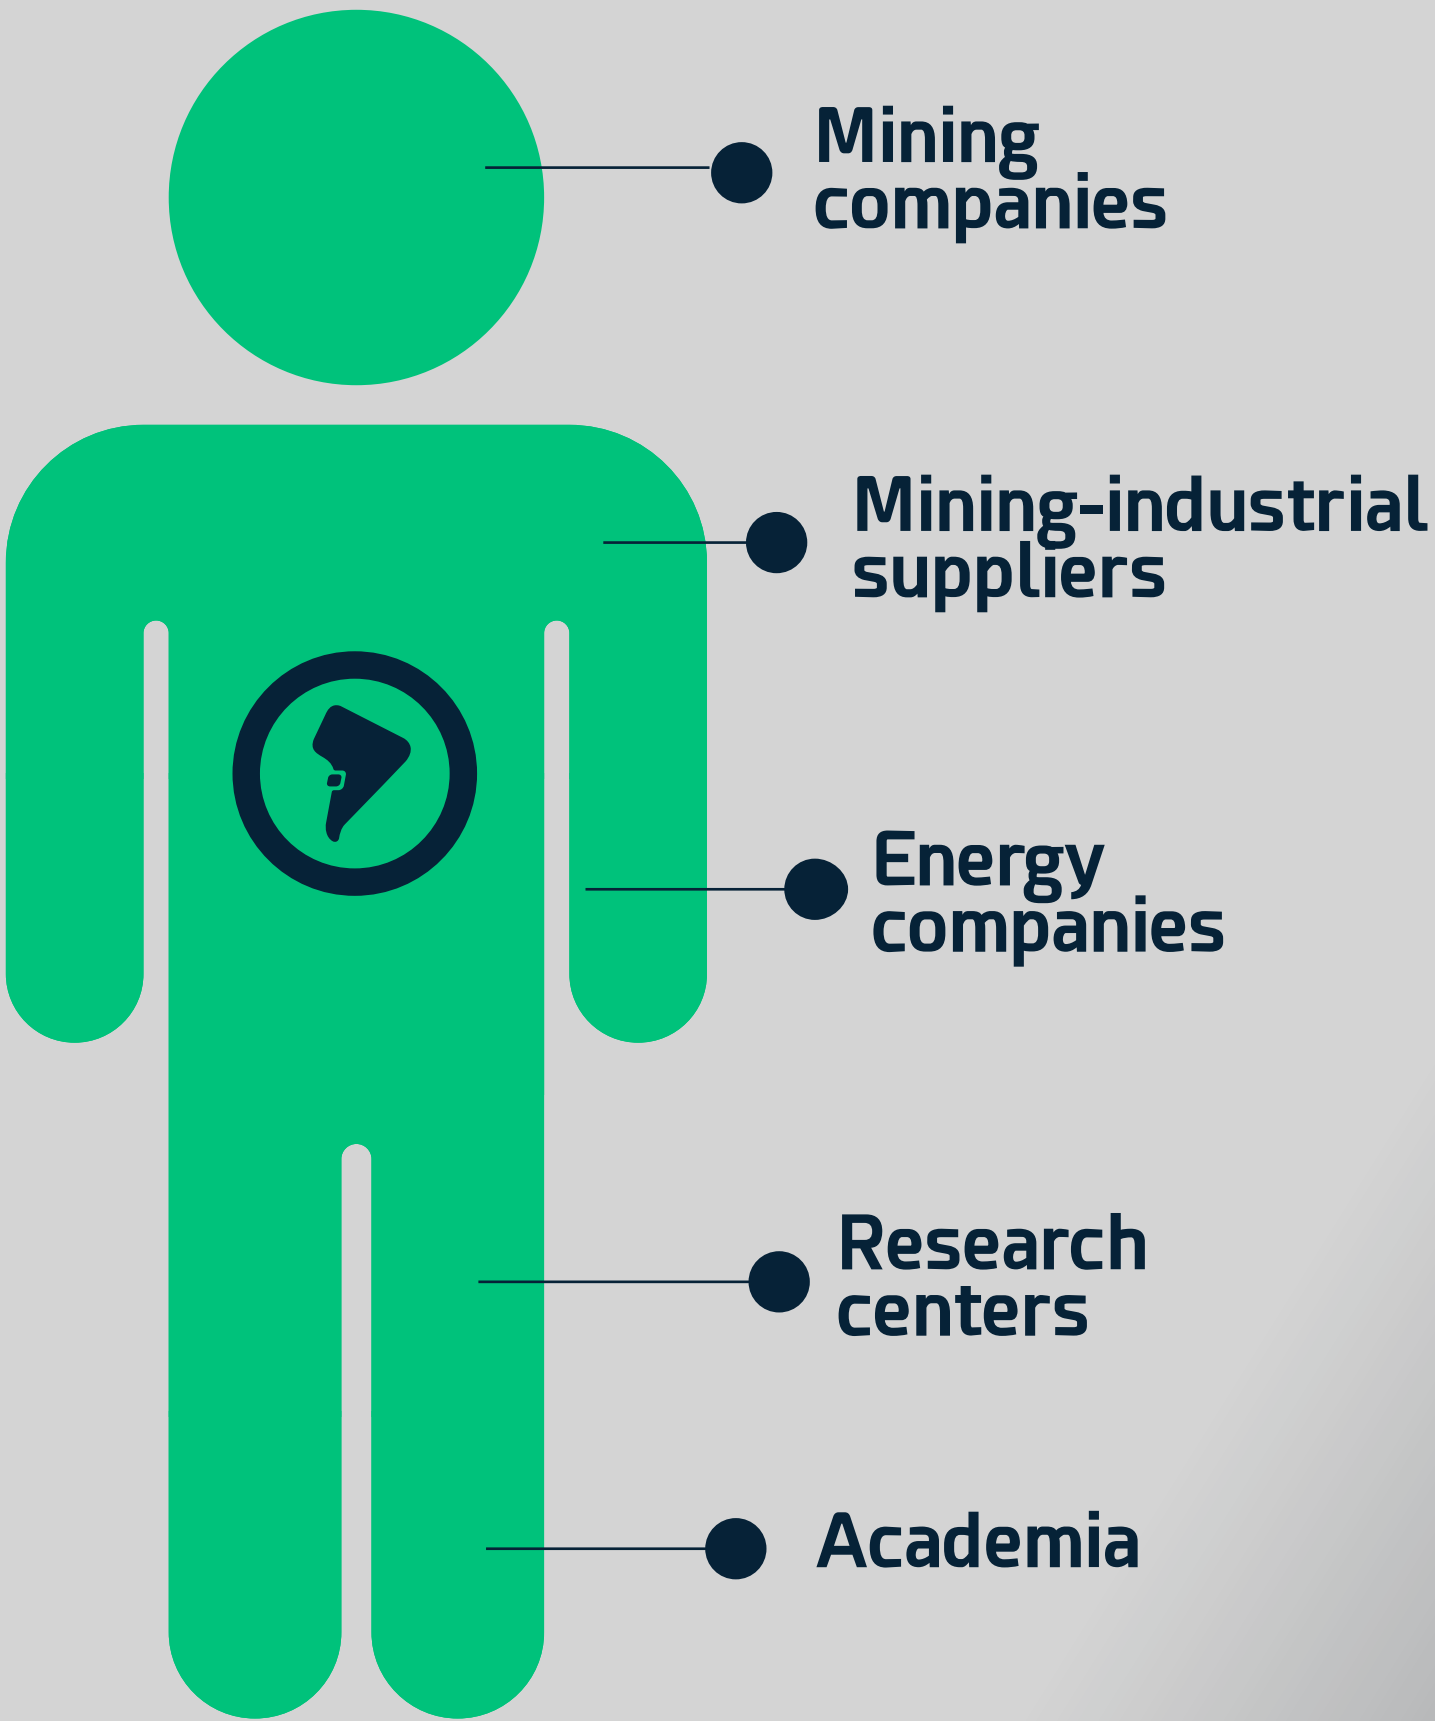 Mining
companies
Mining-industrial
suppliers
Energy
companies
Research
centers
Academia